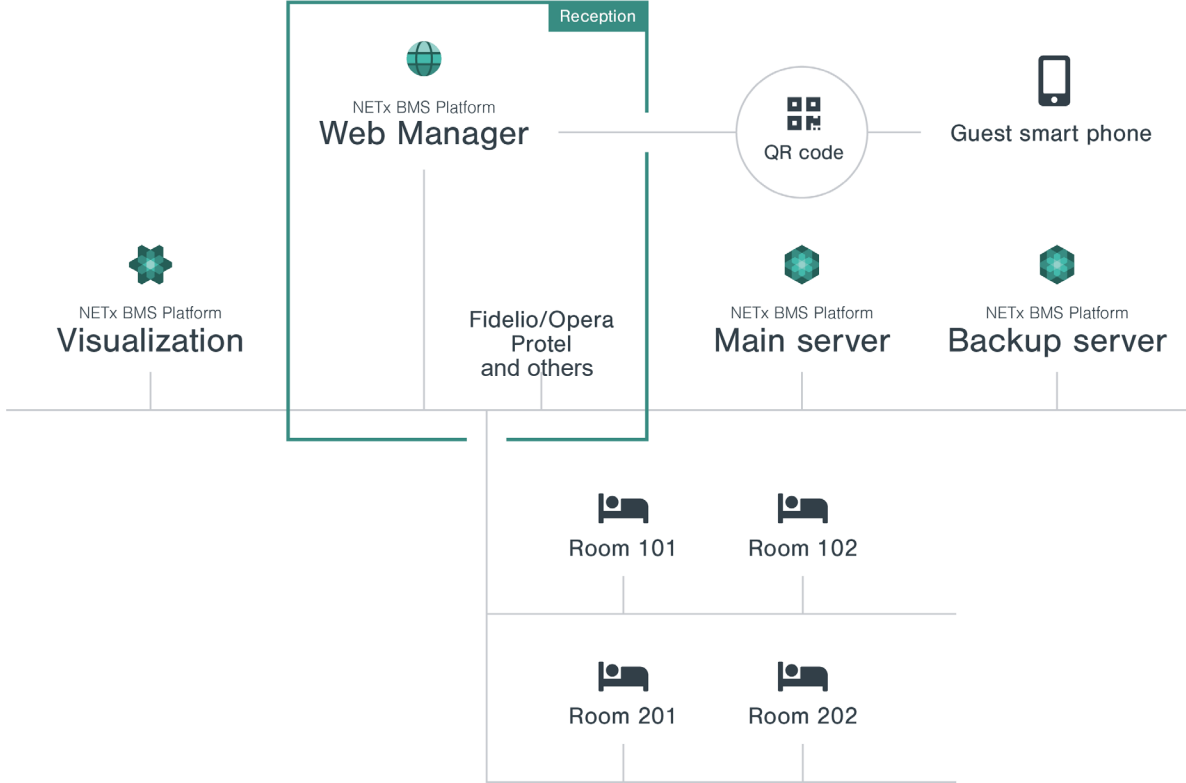 Reception
NETx BMS Platform
Web Manager
QR code
Guest smart phone
NETx BMS Platform
Visualization
Fidelio/Opera
Protel
and others
NETx BMS Platform
Main server
NETx BMS Platform
Backup server
Room 101
Room 102
Room 201
Room 202